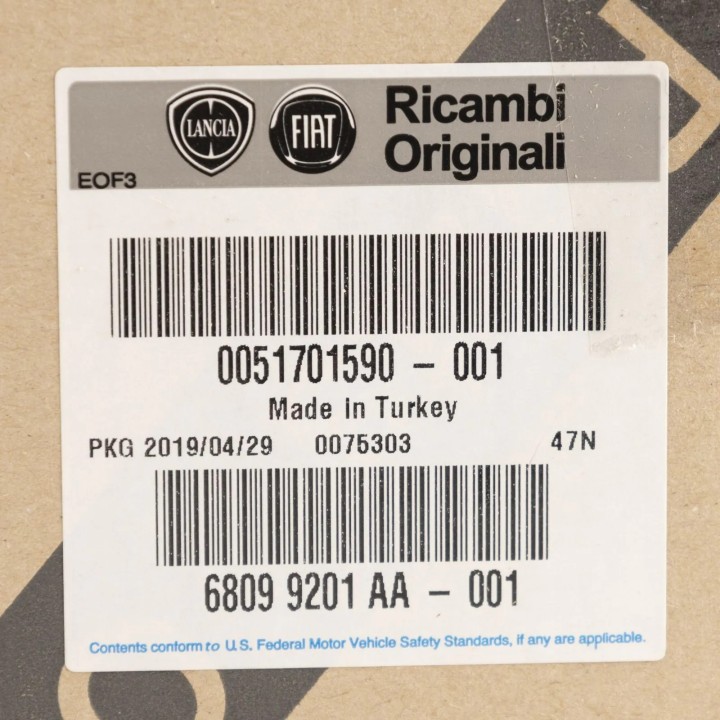 LANCIA FIAT Ricambi
Originali
EOF3
0051701590 - 001
Made in Turkey
PKG 2019/04/29 0075303 47N
6809 9201 AA - 001
Contents conform to U.S. Federal Motor Vehicle Safety Standards, if any are applicable.